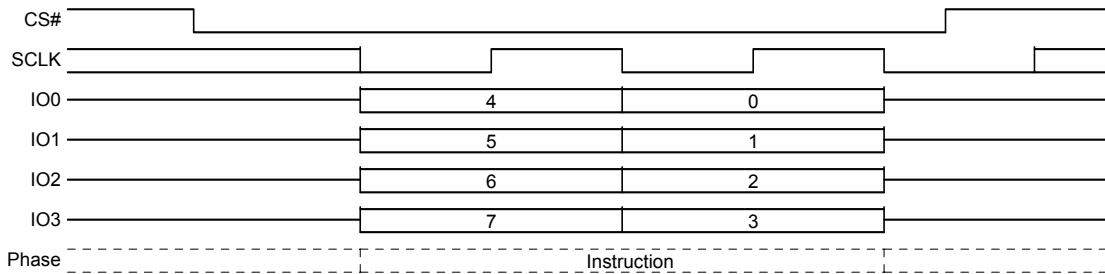 CS#
SCLK
IO0 4 0
IO1 5 1
IO2 6 2
IO3 7 3
Phase Instruction